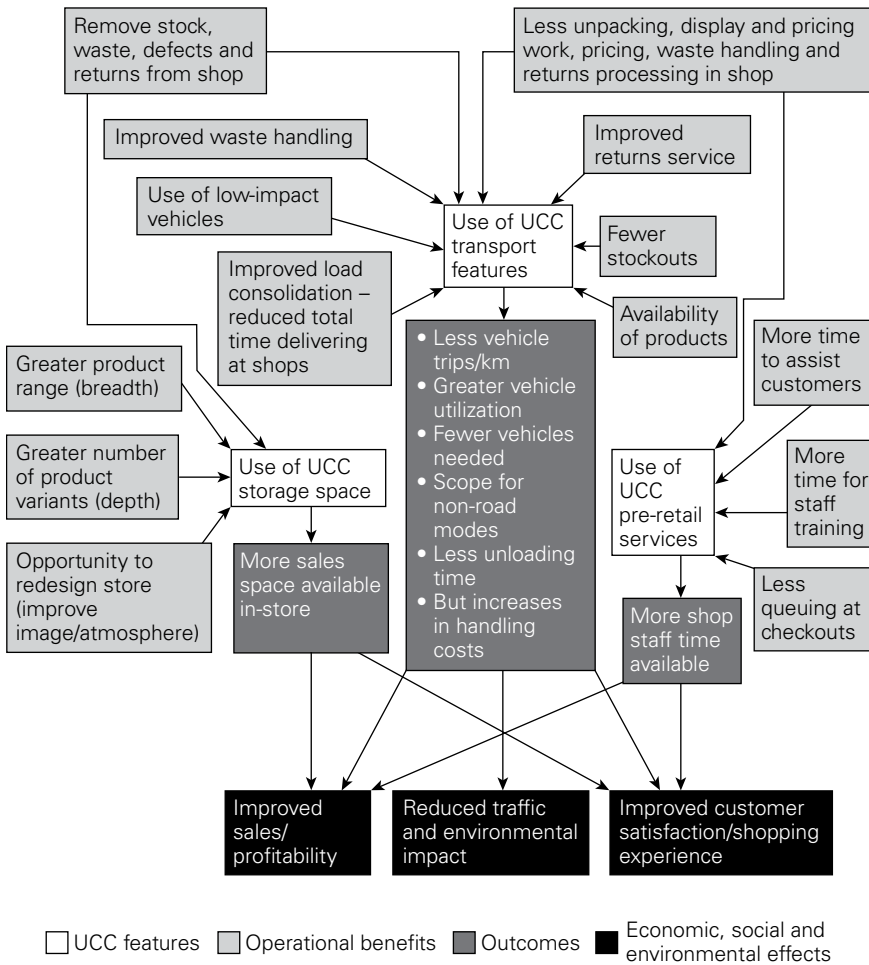 Remove stock,
waste, defects and
returns from shop
Less unpacking, display and pricing
work, pricing, waste handling and
returns processing in shop
Improved waste handling
Improved
returns service
Use of low-impact
vehicles
Use of UCC
transport
features
Fewer
stockouts
Improved load
consolidation –
reduced total
time delivering
at shops
Availability
of products
More time
to assist
customers
Greater product
range (breadth)
• Less vehicle
trips/km
• Greater vehicle
utilization
• Fewer vehicles
needed
• Scope for
non-road
modes
• Less unloading
time
• But increases
in handling
costs
Greater number
of product
variants (depth)
Use of UCC
storage space
Use of
UCC
pre-retail
services
More
time for
staff
training
Opportunity to
redesign store
(improve
image/atmosphere)
More sales
space available
in-store
More shop
staff time
available
Less
queuing at
checkouts
Improved
sales/
profitability
Reduced traffic
and environmental
impact
Improved customer
satisfaction/shopping
experience
UCC features
Operational benefits
Outcomes
Economic, social and
environmental effects